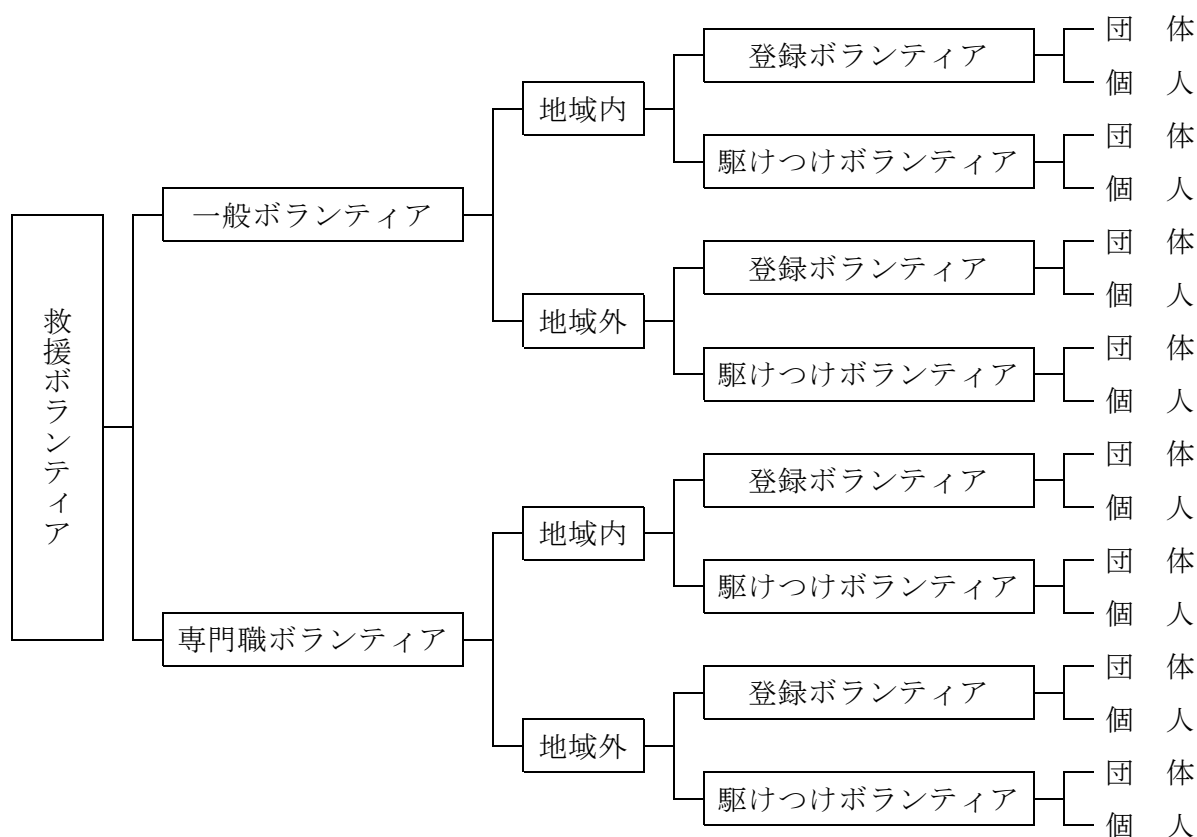 救援ボランティア
一般ボランティア
地域内
登録ボランティア
団　体
個　人
駆けつけボランティア
団　体
個　人
地域外
登録ボランティア
団　体
個　人
駆けつけボランティア
団　体
個　人
専門職ボランティア
地域内
登録ボランティア
団　体
個　人
駆けつけボランティア
団　体
個　人
地域外
登録ボランティア
団　体
個　人
駆けつけボランティア
団　体
個　人